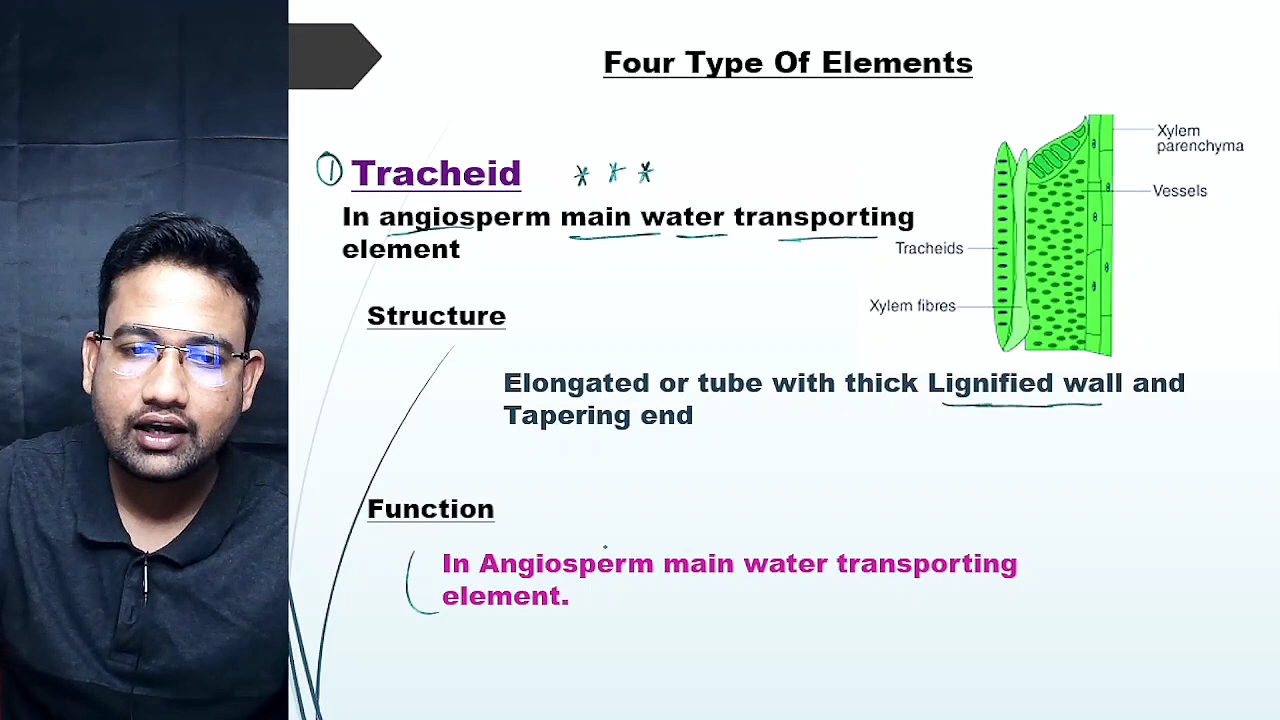 Four Type Of Elements
Xylem
parenchyma
1 Tracheid * * *
Vessels
In angiosperm main water transporting
element
Tracheids
Xylem fibres
Structure
Elongated or tube with thick Lignified wall and
Tapering end
Function
In Angiosperm main water transporting
element.